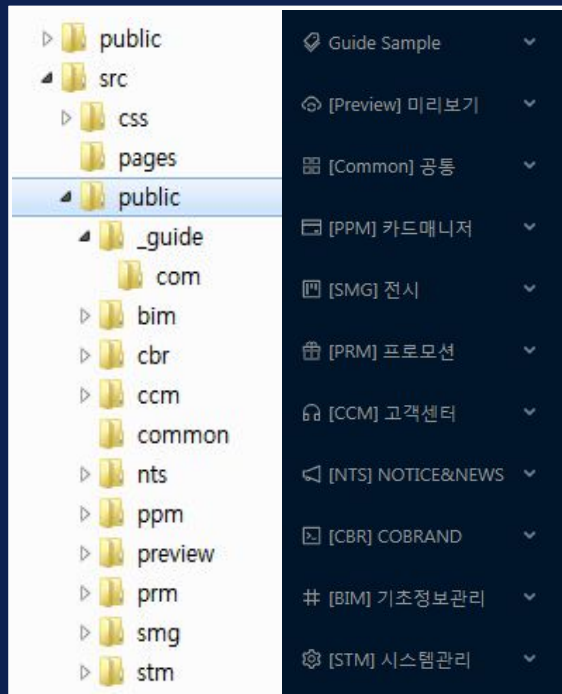 public
src
css
pages
public
_guide
com
bim
cbr
ccm
common
nts
ppm
preview
prm
smg
stm
Guide Sample
[Preview] 미리보기
[Common] 공통
[PPM] 카드매니저
[SMG] 전시
[PRM] 프로모션
[CCM] 고객센터
[NTS] NOTICE&NEWS
[CBR] COBRAND
[BIM] 기초정보관리
[STM] 시스템관리